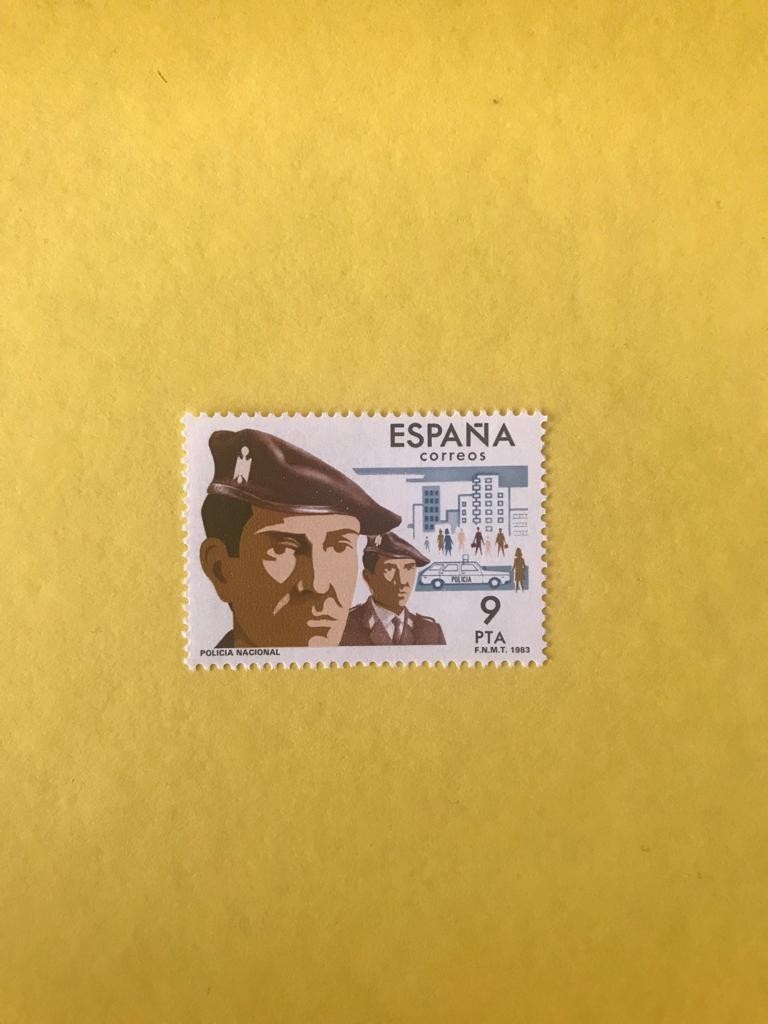 ESPAÑA
correos
POLICIA
9
PTA
POLICIA NACIONAL
F.N.M.T. 1983